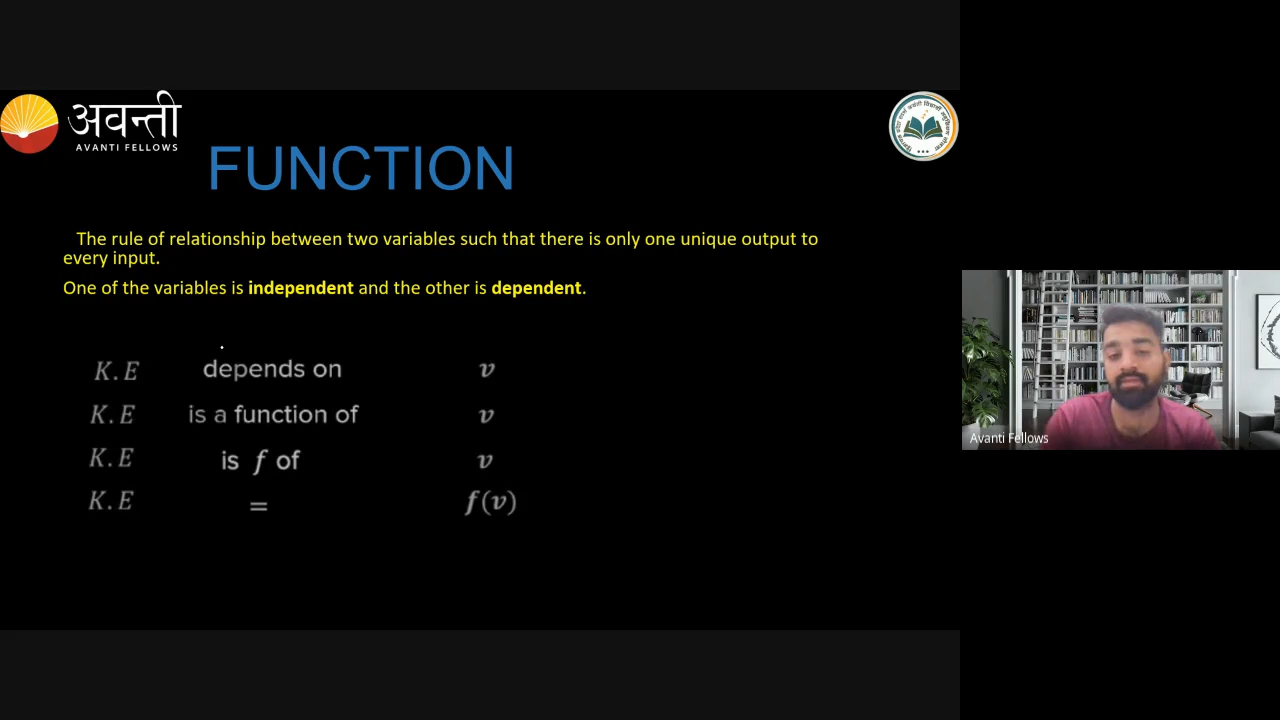 अवन्ती
AVANTI FELLOWS
FUNCTION
The rule of relationship between two variables such that there is only one unique output to
every input.
One of the variables is independent and the other is dependent.
K.E depends on v
K.E is a function of v
K.E is f of v
K.E = f(v)
Avanti Fellows